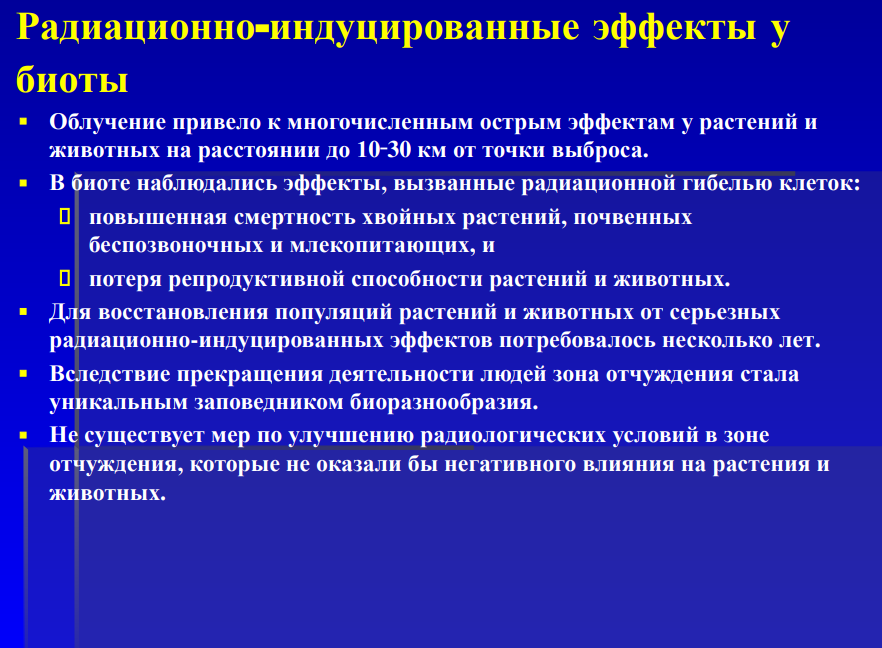 Радиационно-индуцированные эффекты у
биоты
Облучение привело к многочисленным острым эффектам у растений и
животных на расстоянии до 10-30 км от точки выброса.
В биоте наблюдались эффекты, вызванные радиационной гибелью клеток:
повышенная смертность хвойных растений, почвенных
беспозвоночных и млекопитающих, и
потеря репродуктивной способности растений и животных.
Для восстановления популяций растений и животных от серьезных
радиационно-индуцированных эффектов потребовалось несколько лет.
Вследствие прекращения деятельности людей зона отчуждения стала
уникальным заповедником биоразнообразия.
Не существует мер по улучшению радиологических условий в зоне
отчуждения, которые не оказали бы негативного влияния на растения и
животных.